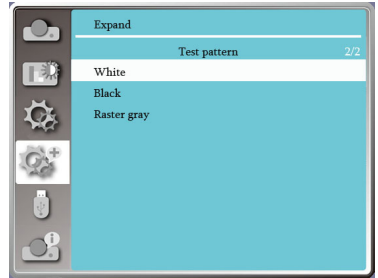 Expand
Test pattern 2/2
White
Black
Raster gray